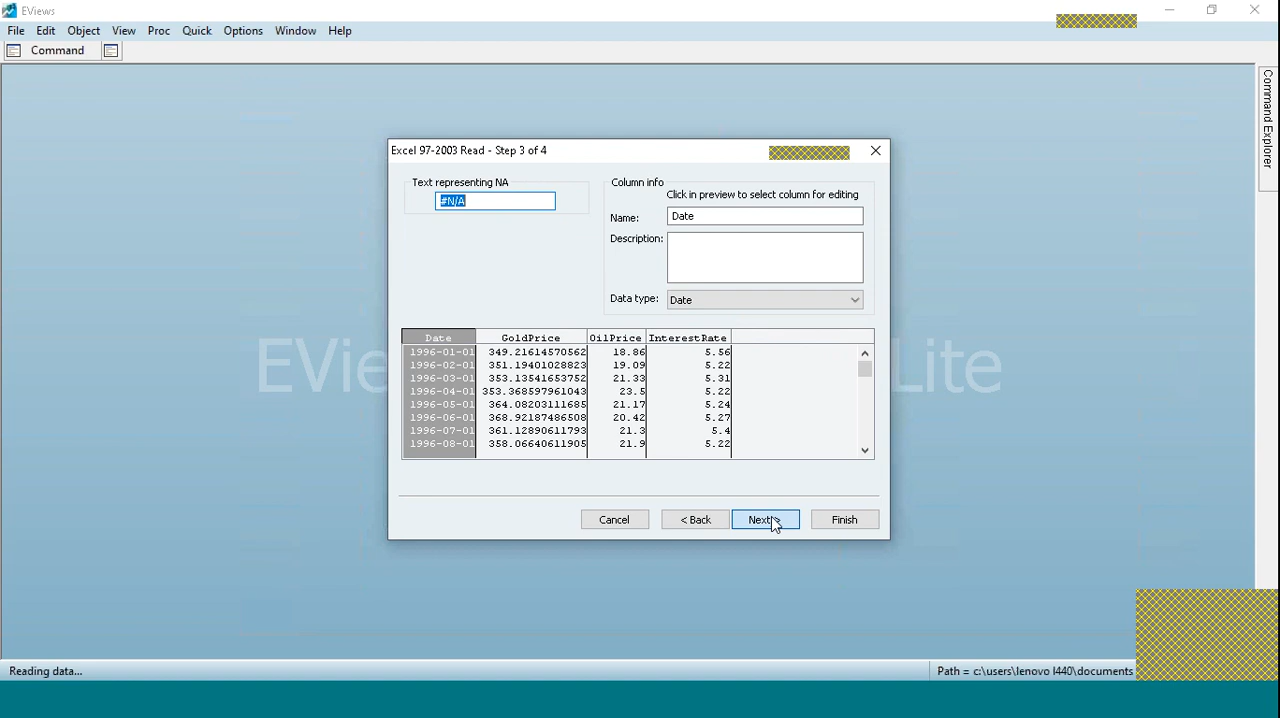 EViews
File Edit Object View Proc Quick Options Window Help
Command
Command Explorer
Excel 97-2003 Read - Step 3 of 4
Text representing NA
#N/A
Column info
Click in preview to select column for editing
Name: Date
Description:
Data type: Date
Date GoldPrice OilPrice InterestRate
1996-01-01 349.21614570562 18.86 5.56
1996-02-01 351.19401028823 19.09 5.22
1996-03-01 353.13541653752 21.33 5.31
1996-04-01 353.368597961043 23.5 5.22
1996-05-01 364.08203111685 21.17 5.24
1996-06-01 368.92187486508 20.42 5.27
1996-07-01 361.12890611793 21.3 5.4
1996-08-01 358.06640611905 21.9 5.22
EVie Lite
Cancel < Back Next > Finish
Reading data... Path = c:\users\lenovo l440\documents